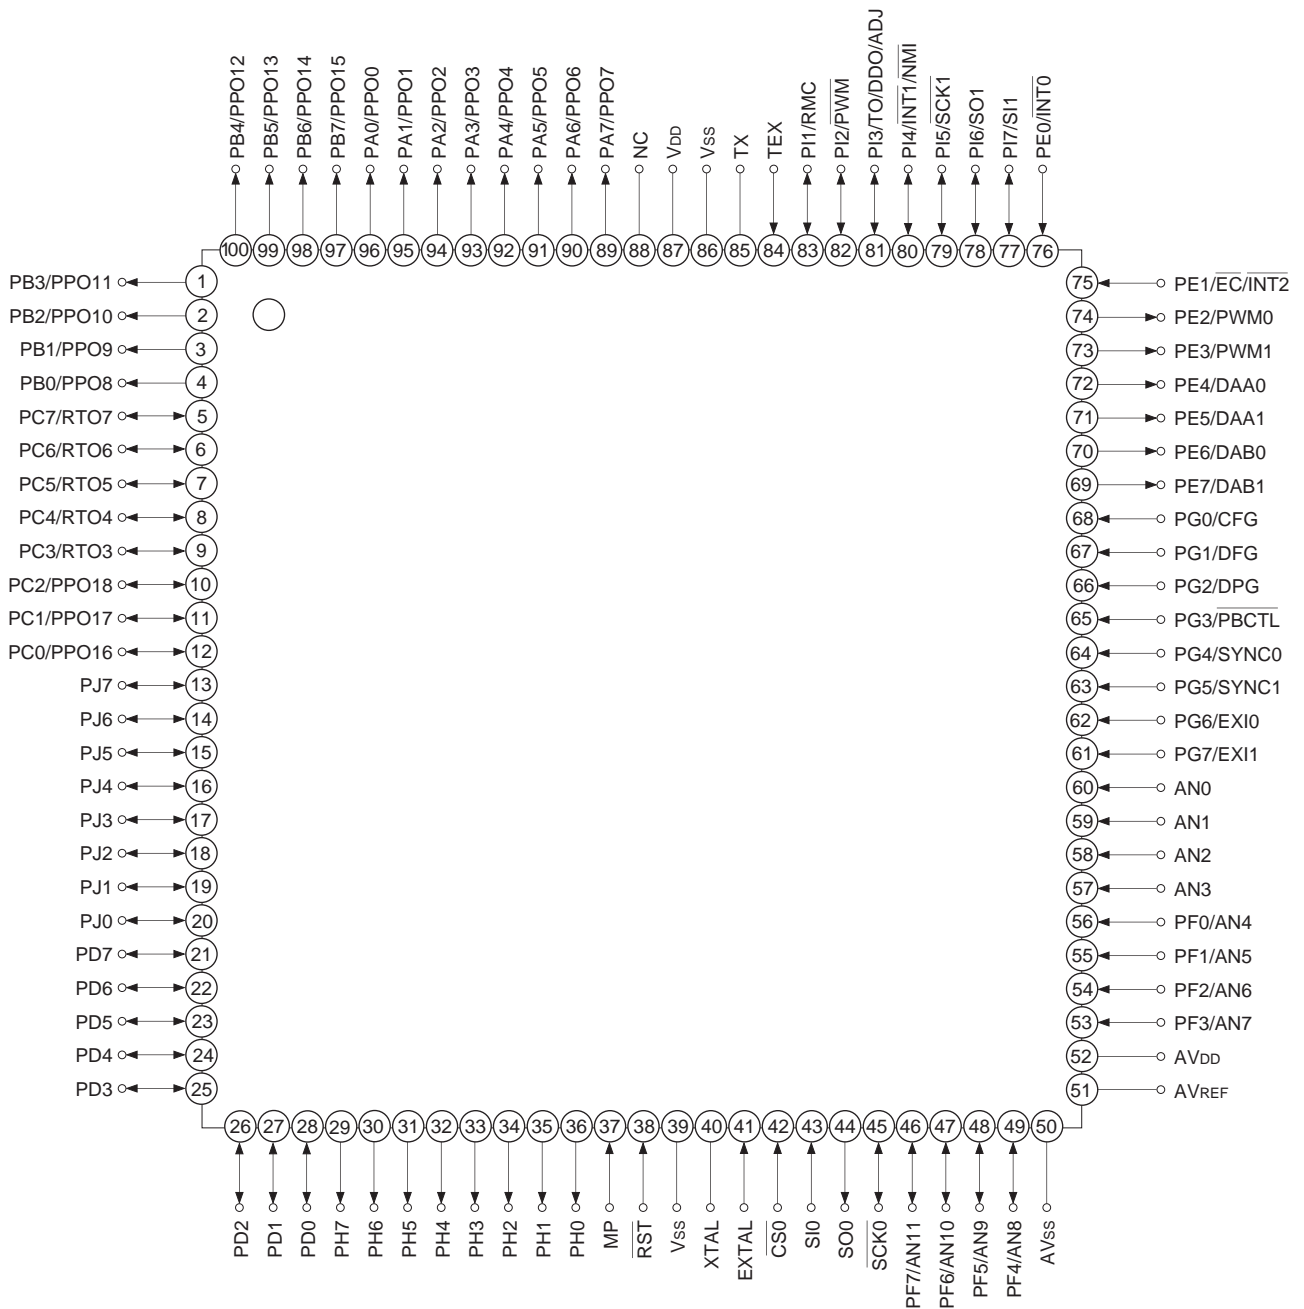 PB4/PPO12
PB5/PPO13
PB6/PPO14
PB7/PPO15
PA0/PPO0
PA1/PPO1
PA2/PPO2
PA3/PPO3
PA4/PPO4
PA5/PPO5
PA6/PPO6
PA7/PPO7
NC
VDD
VSS
TX
TEX
PI1/RMC
PI2/PWM
PI3/TO/DDO/ADJ
PI4/INT1/NMI
PI5/SCK1
PI6/SO1
PI7/SI1
PE0/INT0
100 99 98 97 96 95 94 93 92 91 90 89 88 87 86 85 84 83 82 81 80 79 78 77 76
PB3/PPO11 1
PB2/PPO10 2
PB1/PPO9 3
PB0/PPO8 4
PC7/RTO7 5
PC6/RTO6 6
PC5/RTO5 7
PC4/RTO4 8
PC3/RTO3 9
PC2/PPO18 10
PC1/PPO17 11
PC0/PPO16 12
PJ7 13
PJ6 14
PJ5 15
PJ4 16
PJ3 17
PJ2 18
PJ1 19
PJ0 20
PD7 21
PD6 22
PD5 23
PD4 24
PD3 25
75 PE1/EC/INT2
74 PE2/PWM0
73 PE3/PWM1
72 PE4/DAA0
71 PE5/DAA1
70 PE6/DAB0
69 PE7/DAB1
68 PG0/CFG
67 PG1/DFG
66 PG2/DPG
65 PG3/PBCTL
64 PG4/SYNC0
63 PG5/SYNC1
62 PG6/EXI0
61 PG7/EXI1
60 AN0
59 AN1
58 AN2
57 AN3
56 PF0/AN4
55 PF1/AN5
54 PF2/AN6
53 PF3/AN7
52 AVDD
51 AVREF
26 27 28 29 30 31 32 33 34 35 36 37 38 39 40 41 42 43 44 45 46 47 48 49 50
PD2
PD1
PD0
PH7
PH6
PH5
PH4
PH3
PH2
PH1
PH0
MP
RST
VSS
XTAL
EXTAL
CS0
SI0
SO0
SCK0
PF7/AN11
PF6/AN10
PF5/AN9
PF4/AN8
AVSS